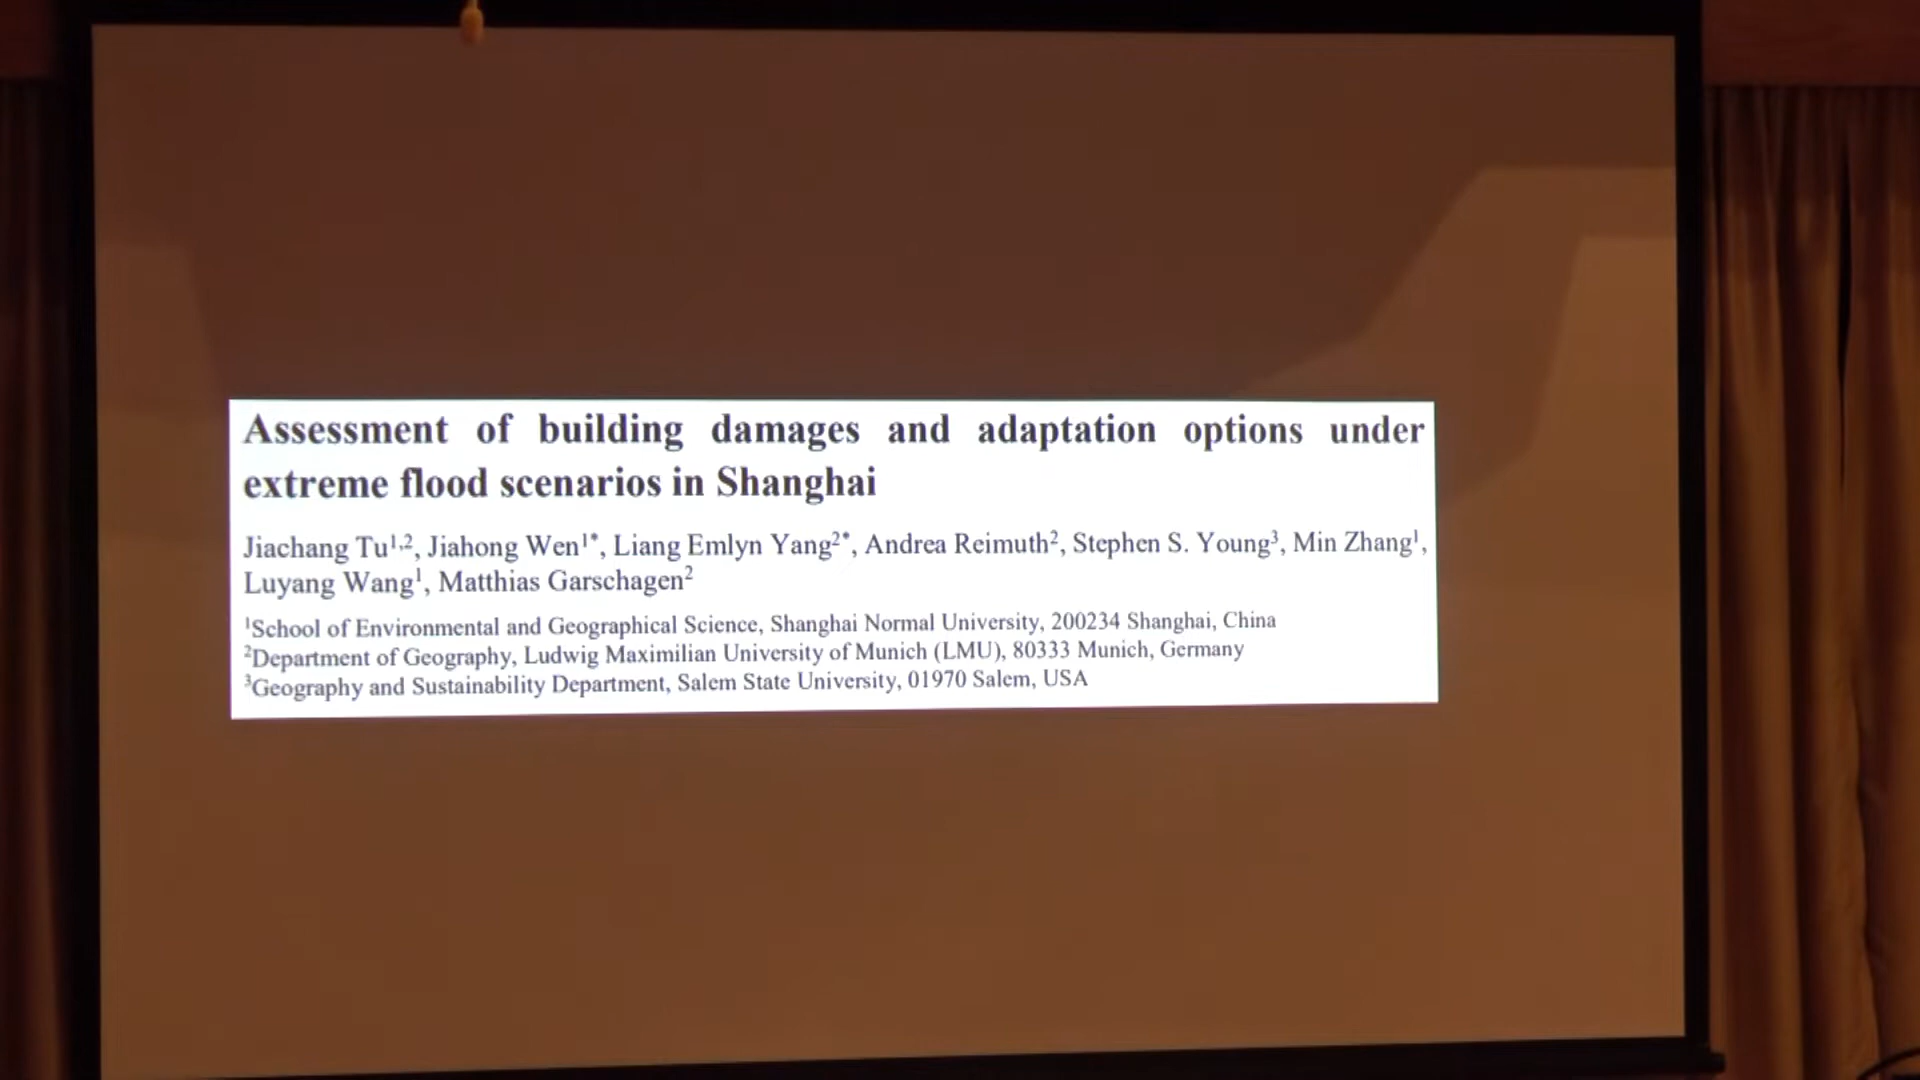 Assessment of building damages and adaptation options under
extreme flood scenarios in Shanghai
Jiachang Tu1,2, Jiahong Wen1*, Liang Emlyn Yang2*, Andrea Reimuth2, Stephen S. Young3, Min Zhang1,
Luyang Wang1, Matthias Garschagen2
1School of Environmental and Geographical Science, Shanghai Normal University, 200234 Shanghai, China
2Department of Geography, Ludwig Maximilian University of Munich (LMU), 80333 Munich, Germany
3Geography and Sustainability Department, Salem State University, 01970 Salem, USA